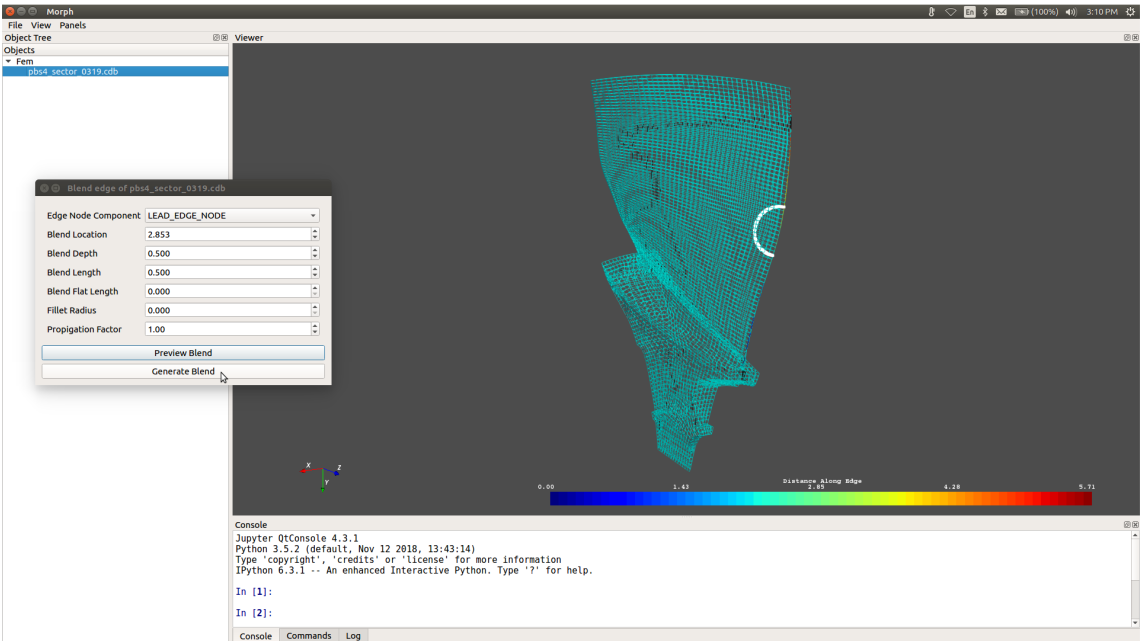 Morph
En (100%) 3:10 PM
File View Panels
Object Tree
Viewer
Objects
Fem
pbs4_sector_0319.cdb
Blend edge of pbs4_sector_0319.cdb
Edge Node Component LEAD_EDGE_NODE
Blend Location 2.853
Blend Depth 0.500
Blend Length 0.500
Blend Flat Length 0.000
Fillet Radius 0.000
Propigation Factor 1.00
Preview Blend
Generate Blend
X Z
Y
Distance Along Edge
0.00 1.43 2.85 4.28 5.71
Console
Jupyter QtConsole 4.3.1
Python 3.5.2 (default, Nov 12 2018, 13:43:14)
Type 'copyright', 'credits' or 'license' for more information
IPython 6.3.1 -- An enhanced Interactive Python. Type '?' for help.
In [1]:
In [2]:
Console Commands Log